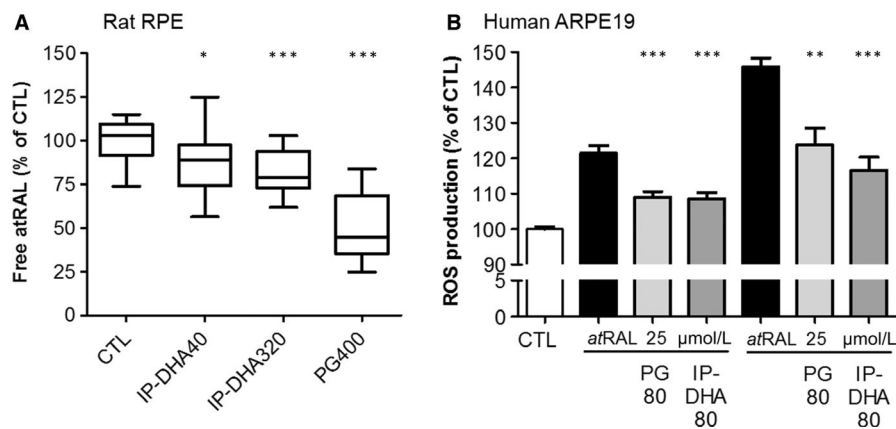 A Rat RPE
Free atRAL (% of CTL)
150
125
100
75
50
25
0
* *** ***
CTL
IP-DHA40
IP-DHA320
PG400
B Human ARPE19
ROS production (% of CTL)
150
140
130
120
110
100
90
5
0
*** *** ** ***
CTL atRAL 25 µmol/L atRAL 25 µmol/L
PG IP- PG IP-
80 DHA 80 DHA
80 80